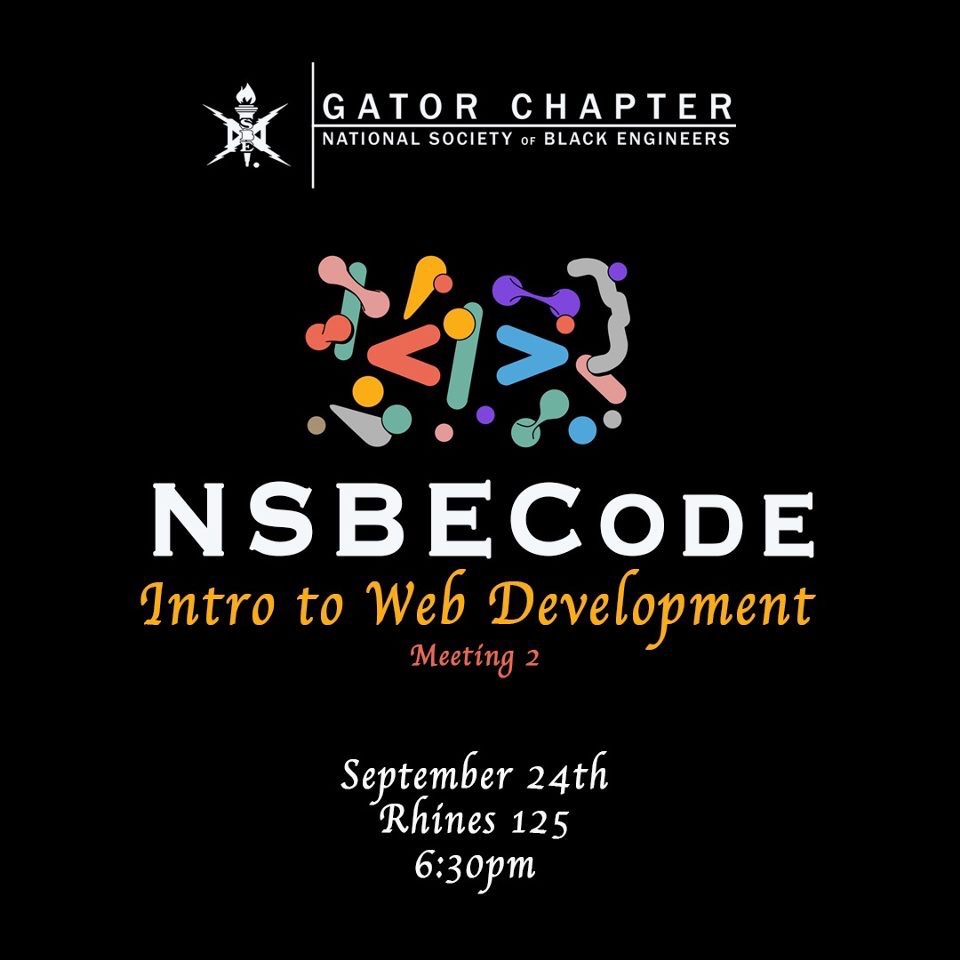 GATOR CHAPTER
NATIONAL SOCIETY OF BLACK ENGINEERS
NSBE
NSBECODE
Intro to Web Development
Meeting 2
September 24th
Rhines 125
6:30pm